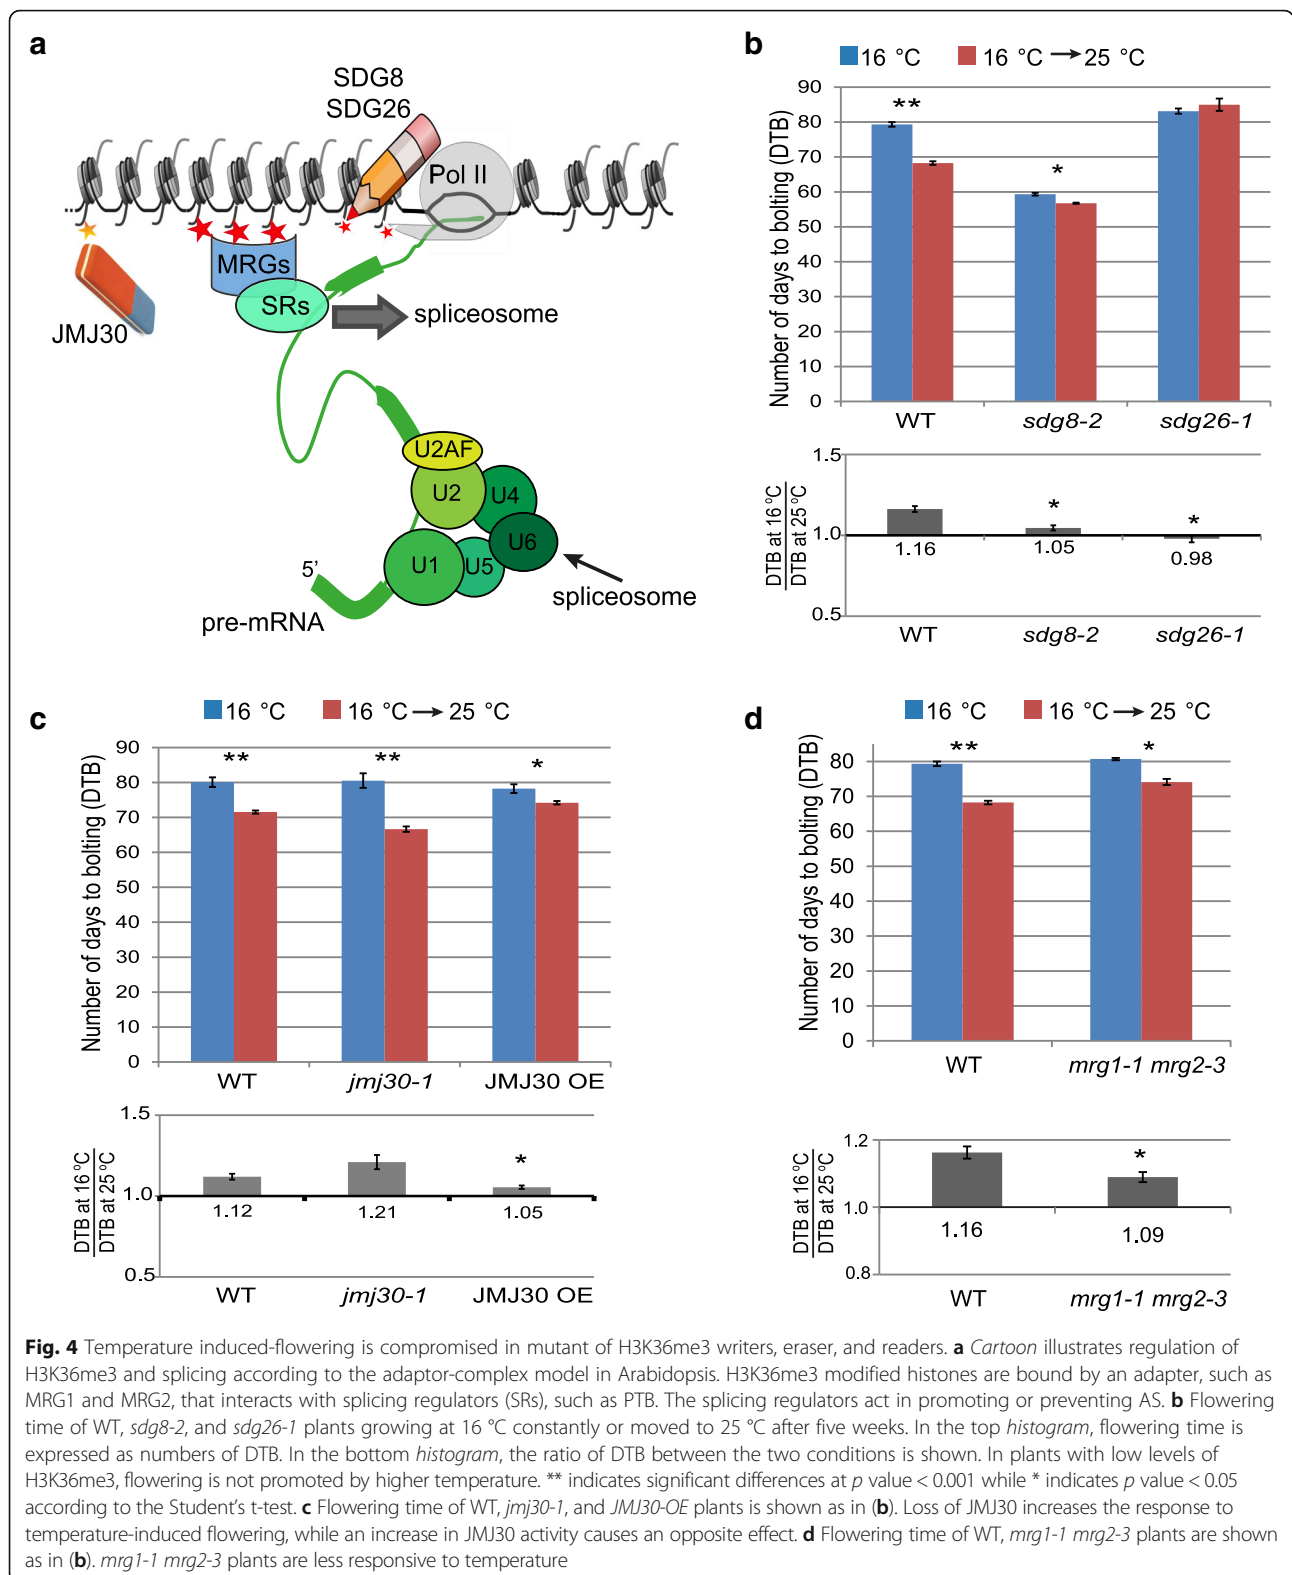 a
SDG8
SDG26
Pol II
MRGs
SRs
spliceosome
JMJ30
U2AF
U2
U4
U6
U1
U5
5’
pre-mRNA
spliceosome
b
16 °C 16 °C → 25 °C
Number of days to bolting (DTB)
90
80
70
60
50
40
30
20
10
0
**
*
WT sdg8-2 sdg26-1
DTB at 16 °C
DTB at 25 °C
1.5
1.0
0.5
*
*
1.16 1.05 0.98
WT sdg8-2 sdg26-1
c
16 °C 16 °C → 25 °C
Number of days to bolting (DTB)
90
80
70
60
50
40
30
20
10
0
** ** *
WT jmj30-1 JMJ30 OE
DTB at 16 °C
DTB at 25 °C
1.5
1.0
0.5
*
1.12 1.21 1.05
WT jmj30-1 JMJ30 OE
d
16 °C 16 °C → 25 °C
Number of days to bolting (DTB)
80
70
60
50
40
30
20
10
0
** *
WT mrg1-1 mrg2-3
DTB at 16 °C
DTB at 25 °C
1.2
1.0
0.8
*
1.16 1.09
WT mrg1-1 mrg2-3
Fig. 4 Temperature induced-flowering is compromised in mutant of H3K36me3 writers, eraser, and readers. a Cartoon illustrates regulation of
H3K36me3 and splicing according to the adaptor-complex model in Arabidopsis. H3K36me3 modified histones are bound by an adapter, such as
MRG1 and MRG2, that interacts with splicing regulators (SRs), such as PTB. The splicing regulators act in promoting or preventing AS. b Flowering
time of WT, sdg8-2, and sdg26-1 plants growing at 16 °C constantly or moved to 25 °C after five weeks. In the top histogram, flowering time is
expressed as numbers of DTB. In the bottom histogram, the ratio of DTB between the two conditions is shown. In plants with low levels of
H3K36me3, flowering is not promoted by higher temperature. ** indicates significant differences at p value < 0.001 while * indicates p value < 0.05
according to the Student’s t-test. c Flowering time of WT, jmj30-1, and JMJ30-OE plants is shown as in (b). Loss of JMJ30 increases the response to
temperature-induced flowering, while an increase in JMJ30 activity causes an opposite effect. d Flowering time of WT, mrg1-1 mrg2-3 plants are shown
as in (b). mrg1-1 mrg2-3 plants are less responsive to temperature